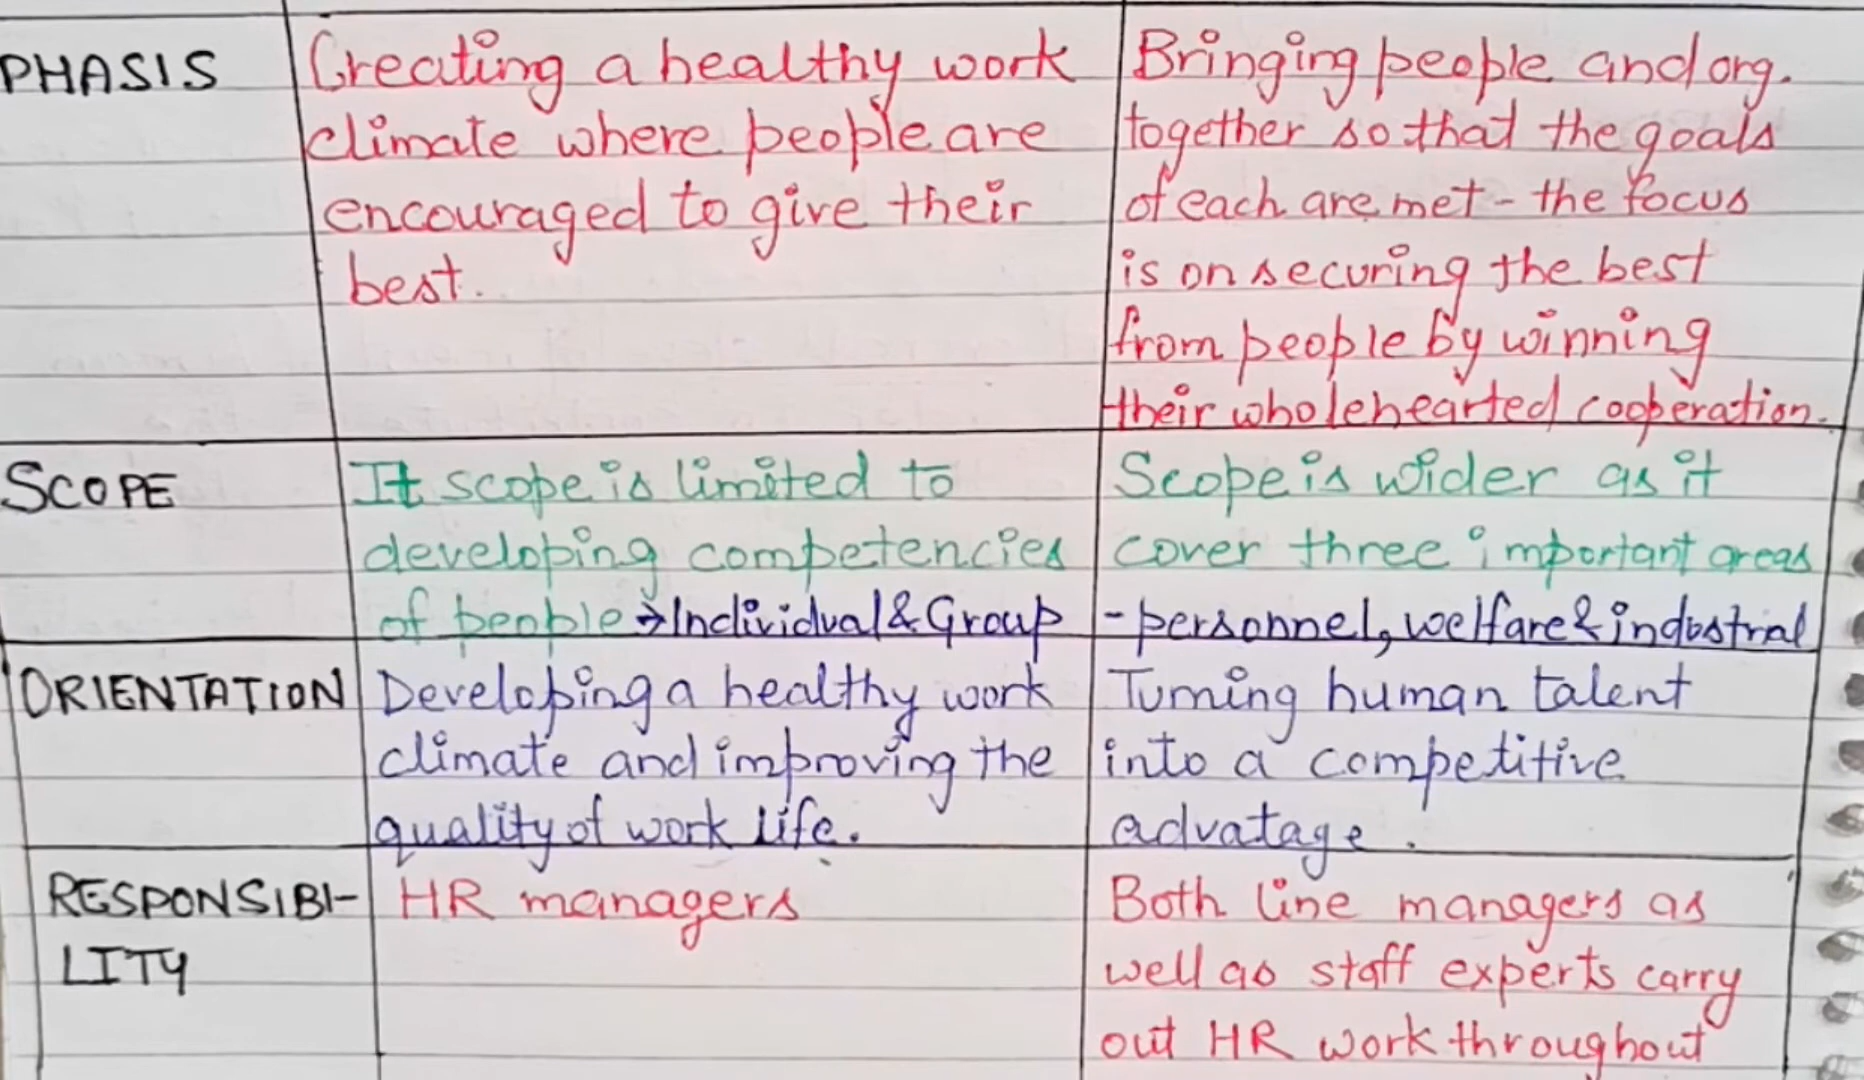 PHASIS
Creating a healthy work
climate where people are
encouraged to give their
best.
Bringing people and org.
together so that the goals
of each are met - the focus
is on securing the best
from people by winning
their wholehearted cooperation.
SCOPE
It scope is limited to
developing competencies
of people → Individual & Group
Scope is wider as it
cover three important areas
- personnel, welfare & industrial
ORIENTATION
Developing a healthy work
climate and improving the
quality of work life.
Turning human talent
into a competitive
advatage.
RESPONSIBI-
LITY
HR managers
Both line managers as
well as staff experts carry
out HR work throughout